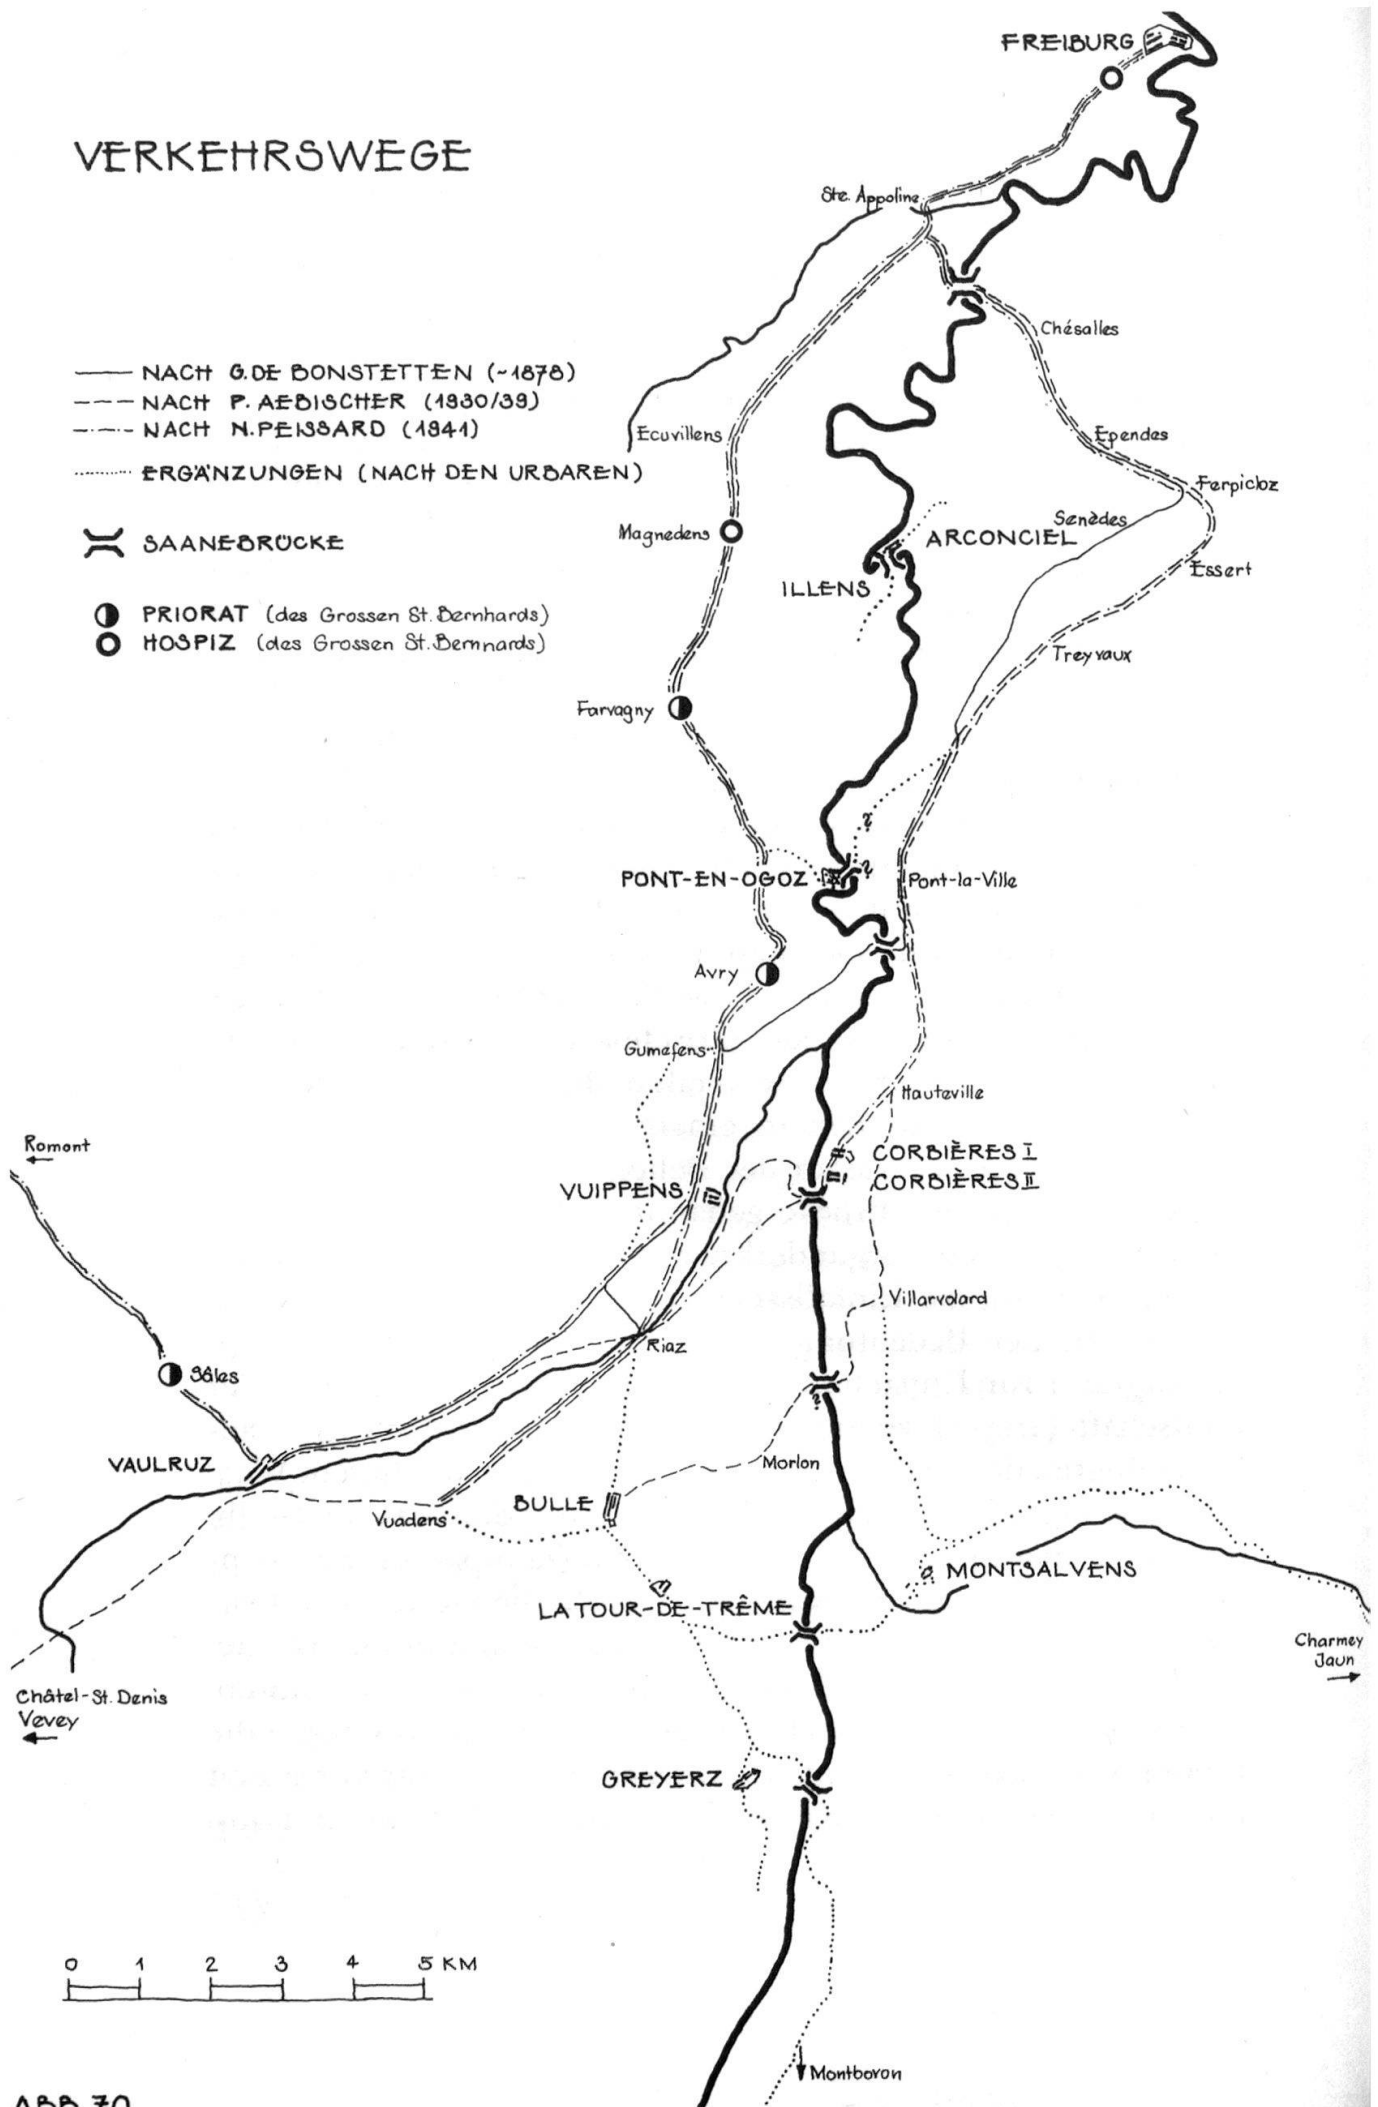 FREIBURG
VERKEHRSWEGE
Ste. Appoline
Chésalles
NACH G. DE BONSTETTEN (~1878)
NACH P. AEBISCHER (1930/39)
NACH N. PEISSARD (1941)
ERGÄNZUNGEN (NACH DEN URBAREN)
SAANEBRÜCKE
PRIORAT (des Grossen St. Bernhards)
HOSPIZ (des Grossen St. Bernnards)
Ecuvillens
Ependes
Ferpicloz
Senèdes
Magnedens
ARCONCIEL
Essert
ILLENS
Treyvaux
Farvagny
?
?
PONT-EN-OGOZ
Pont-la-Ville
Avry
Gumefens
Hauteville
Romont
CORBIÈRES I
CORBIÈRES II
VUIPPENS
Villarvolard
Riaz
Sâles
?
VAULRUZ
Morlon
BULLE
Vuadens
MONTSALVENS
LA TOUR-DE-TRÊME
Charmey
Jaun
Châtel-St. Denis
Vevey
GREYERZ
0 1 2 3 4 5 KM
Montbovon
ABB. 70